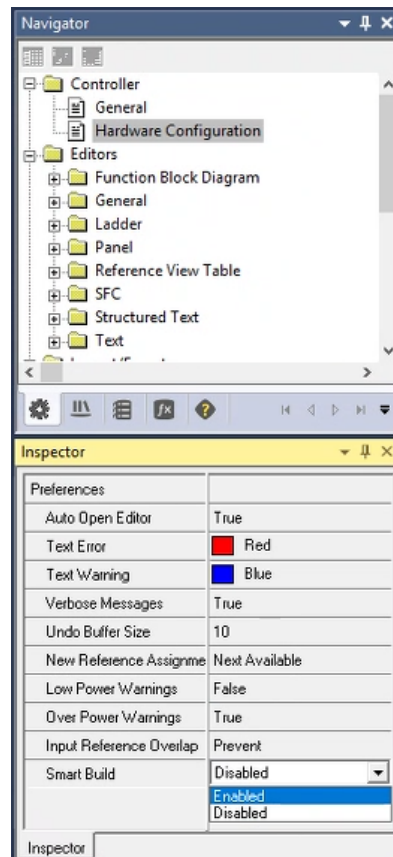 Navigator
Controller
General
Hardware Configuration
Editors
Function Block Diagram
General
Ladder
Panel
Reference View Table
SFC
Structured Text
Text
Inspector
Preferences
Auto Open Editor True
Text Error Red
Text Warning Blue
Verbose Messages True
Undo Buffer Size 10
New Reference Assignme Next Available
Low Power Warnings False
Over Power Warnings True
Input Reference Overlap Prevent
Smart Build Disabled
Enabled
Disabled
Inspector